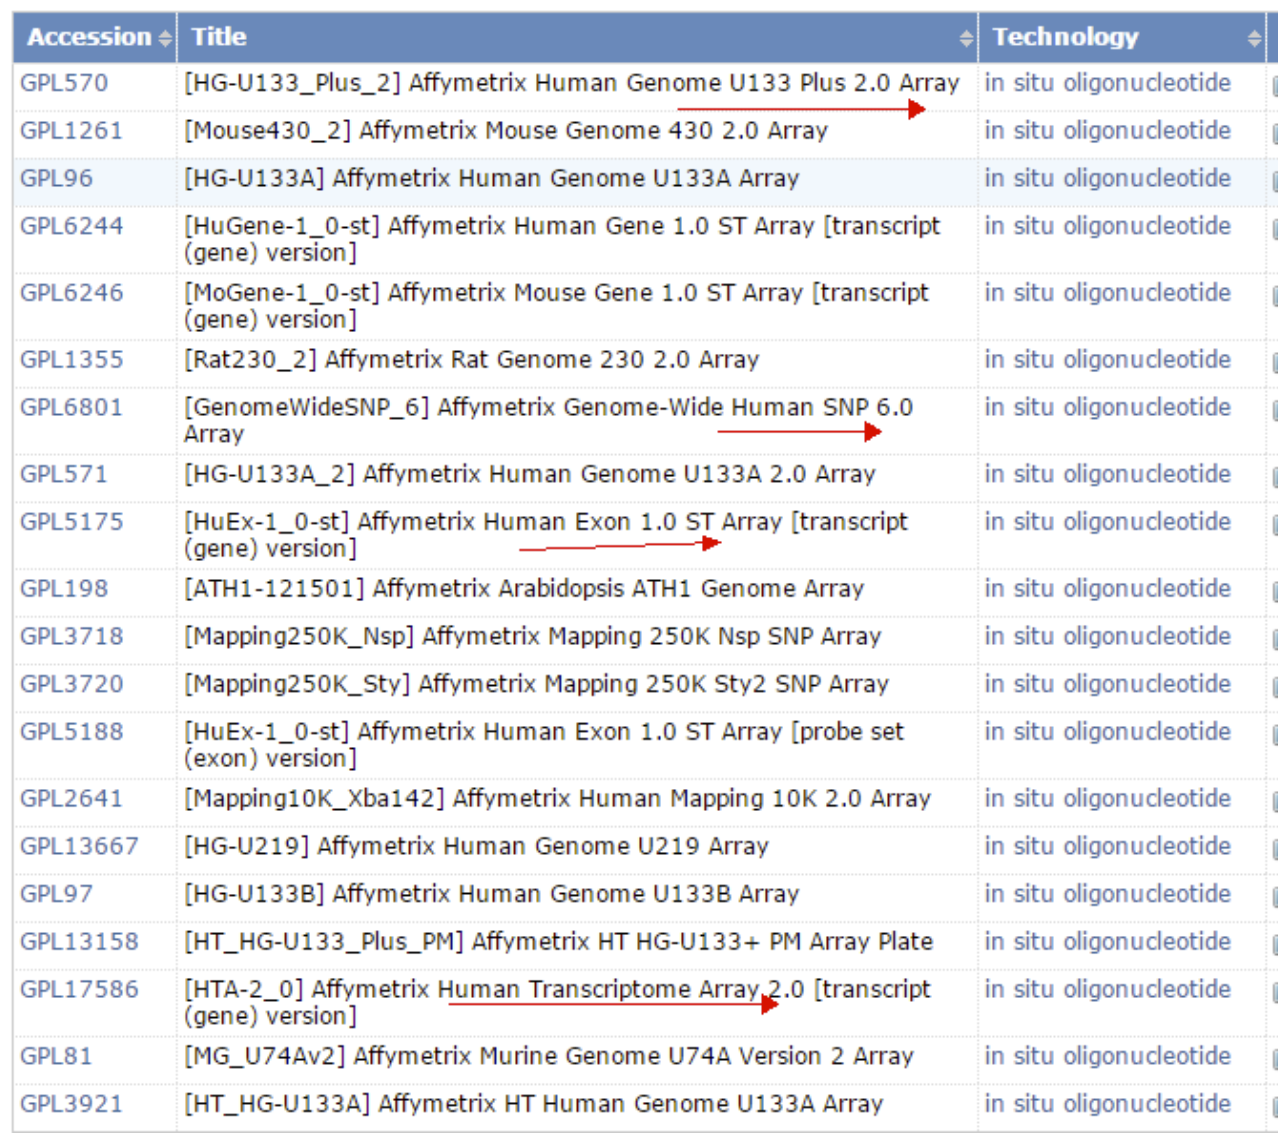 Accession Title Technology
GPL570 [HG-U133_Plus_2] Affymetrix Human Genome U133 Plus 2.0 Array in situ oligonucleotide
GPL1261 [Mouse430_2] Affymetrix Mouse Genome 430 2.0 Array in situ oligonucleotide
GPL96 [HG-U133A] Affymetrix Human Genome U133A Array in situ oligonucleotide
GPL6244 [HuGene-1_0-st] Affymetrix Human Gene 1.0 ST Array [transcript in situ oligonucleotide
(gene) version]
GPL6246 [MoGene-1_0-st] Affymetrix Mouse Gene 1.0 ST Array [transcript in situ oligonucleotide
(gene) version]
GPL1355 [Rat230_2] Affymetrix Rat Genome 230 2.0 Array in situ oligonucleotide
GPL6801 [GenomeWideSNP_6] Affymetrix Genome-Wide Human SNP 6.0 in situ oligonucleotide
Array
GPL571 [HG-U133A_2] Affymetrix Human Genome U133A 2.0 Array in situ oligonucleotide
GPL5175 [HuEx-1_0-st] Affymetrix Human Exon 1.0 ST Array [transcript in situ oligonucleotide
(gene) version]
GPL198 [ATH1-121501] Affymetrix Arabidopsis ATH1 Genome Array in situ oligonucleotide
GPL3718 [Mapping250K_Nsp] Affymetrix Mapping 250K Nsp SNP Array in situ oligonucleotide
GPL3720 [Mapping250K_Sty] Affymetrix Mapping 250K Sty2 SNP Array in situ oligonucleotide
GPL5188 [HuEx-1_0-st] Affymetrix Human Exon 1.0 ST Array [probe set in situ oligonucleotide
(exon) version]
GPL2641 [Mapping10K_Xba142] Affymetrix Human Mapping 10K 2.0 Array in situ oligonucleotide
GPL13667 [HG-U219] Affymetrix Human Genome U219 Array in situ oligonucleotide
GPL97 [HG-U133B] Affymetrix Human Genome U133B Array in situ oligonucleotide
GPL13158 [HT_HG-U133_Plus_PM] Affymetrix HT HG-U133+ PM Array Plate in situ oligonucleotide
GPL17586 [HTA-2_0] Affymetrix Human Transcriptome Array 2.0 [transcript in situ oligonucleotide
(gene) version]
GPL81 [MG_U74Av2] Affymetrix Murine Genome U74A Version 2 Array in situ oligonucleotide
GPL3921 [HT_HG-U133A] Affymetrix HT Human Genome U133A Array in situ oligonucleotide